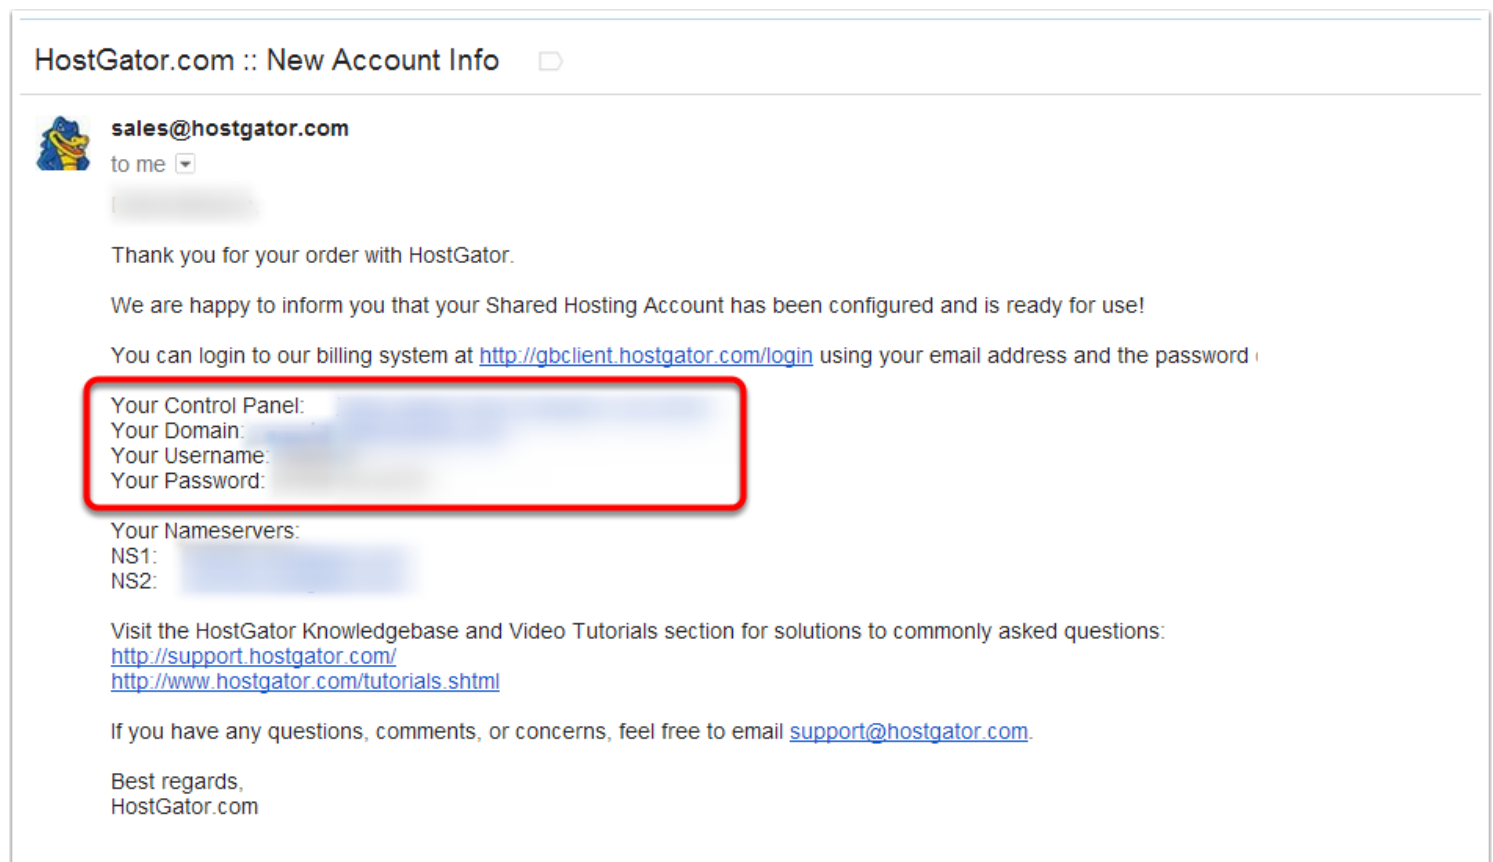 HostGator.com :: New Account Info
sales@hostgator.com
to me
Thank you for your order with HostGator.
We are happy to inform you that your Shared Hosting Account has been configured and is ready for use!
You can login to our billing system at http://gbclient.hostgator.com/login using your email address and the password
Your Control Panel:
Your Domain:
Your Username:
Your Password:
Your Nameservers:
NS1:
NS2:
Visit the HostGator Knowledgebase and Video Tutorials section for solutions to commonly asked questions:
http://support.hostgator.com/
http://www.hostgator.com/tutorials.shtml
If you have any questions, comments, or concerns, feel free to email support@hostgator.com.
Best regards,
HostGator.com